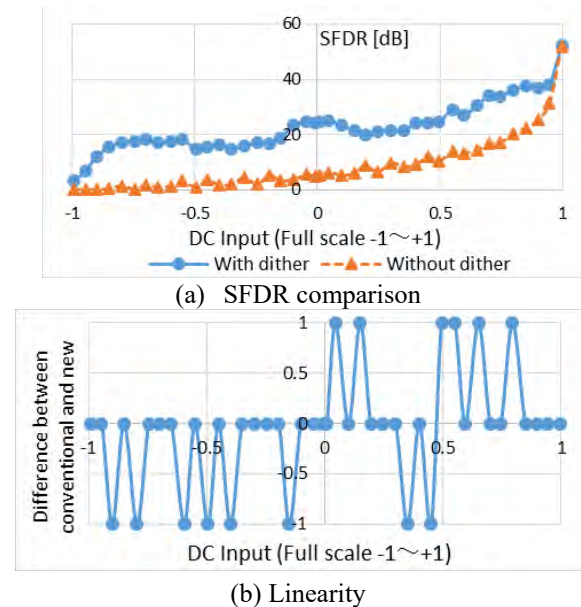 60
SFDR [dB]
40
20
0
-1
-0.5
0
0.5
1
DC Input (Full scale -1～+1)
With dither
Without dither
(a) SFDR comparison
Difference between
conventional and new
1
0.5
0
-1
-0.5
0
0.5
1
-0.5
-1
DC Input (Full scale -1～+1)
(b) Linearity